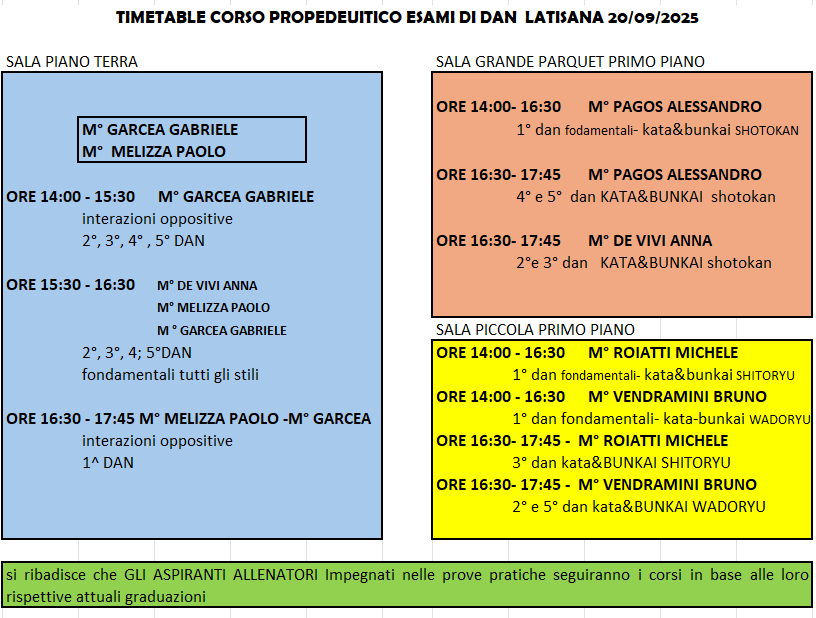 TIMETABLE CORSO PROPEDEUITICO ESAMI DI DAN LATISANA 20/09/2025
SALA PIANO TERRA
M° GARCEA GABRIELE
M° MELIZZA PAOLO
ORE 14:00 - 15:30 M° GARCEA GABRIELE
interazioni oppositive
2°, 3°, 4° , 5° DAN
ORE 15:30 - 16:30 M° DE VIVI ANNA
M° MELIZZA PAOLO
M ° GARCEA GABRIELE
2°, 3°, 4; 5°DAN
fondamentali tutti gli stili
ORE 16:30 - 17:45 M° MELIZZA PAOLO -M° GARCEA
interazioni oppositive
1^ DAN
SALA GRANDE PARQUET PRIMO PIANO
ORE 14:00- 16:30 M° PAGOS ALESSANDRO
1° dan fodamentali- kata&bunkai SHOTOKAN
ORE 16:30- 17:45 M° PAGOS ALESSANDRO
4° e 5° dan KATA&BUNKAI shotokan
ORE 16:30- 17:45 M° DE VIVI ANNA
2°e 3° dan KATA&BUNKAI shotokan
SALA PICCOLA PRIMO PIANO
ORE 14:00 - 16:30 M° ROIATTI MICHELE
1° dan fondamentali- kata&bunkai SHITORYU
ORE 14:00 - 16:30 M° VENDRAMINI BRUNO
1° dan fondamentali- kata-bunkai WADORYU
ORE 16:30- 17:45 - M° ROIATTI MICHELE
3° dan kata&BUNKAI SHITORYU
ORE 16:30- 17:45 - M° VENDRAMINI BRUNO
2° e 5° dan kata&BUNKAI WADORYU
si ribadisce che GLI ASPIRANTI ALLENATORI Impegnati nelle prove pratiche seguiranno i corsi in base alle loro
rispettive attuali graduazioni